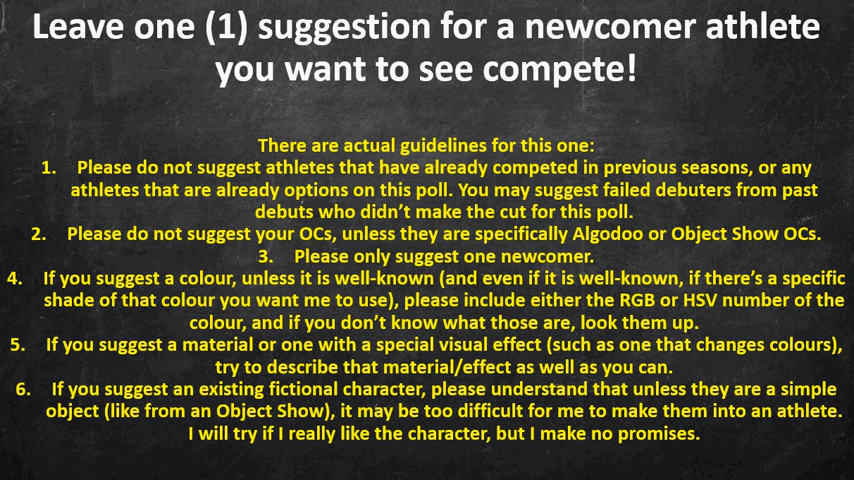 Leave one (1) suggestion for a newcomer athlete
you want to see compete!
There are actual guidelines for this one:
1. Please do not suggest athletes that have already competed in previous seasons, or any
athletes that are already options on this poll. You may suggest failed debuters from past
debuts who didn't make the cut for this poll.
2. Please do not suggest your OCs, unless they are specifically Algodoo or Object Show OCs.
3. Please only suggest one newcomer.
4. If you suggest a colour, unless it is well-known (and even if it is well-known, if there's a specific
shade of that colour you want me to use), please include either the RGB or HSV number of the
colour, and if you don't know what those are, look them up.
5. If you suggest a material or one with a special visual effect (such as one that changes colours),
try to describe that material/effect as well as you can.
6. If you suggest an existing fictional character, please understand that unless they are a simple
object (like from an Object Show), it may be too difficult for me to make them into an athlete.
I will try if I really like the character, but I make no promises.